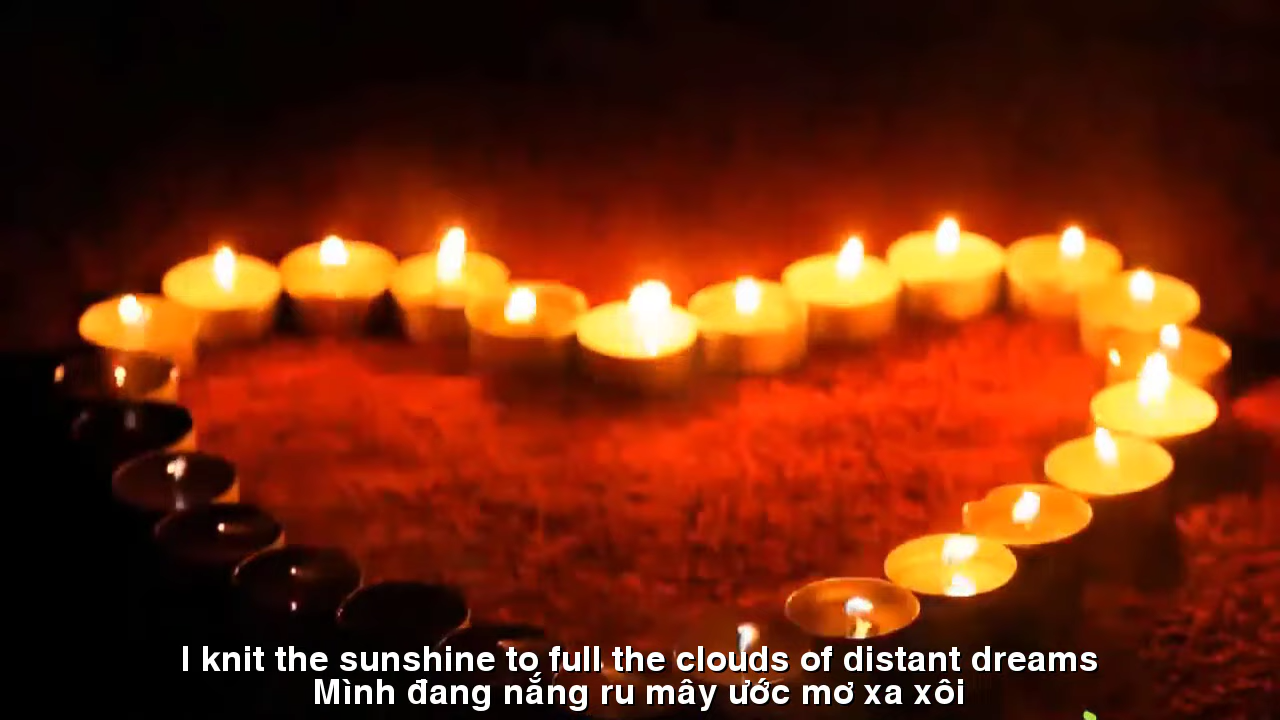 I knit the sunshine to full the clouds of distant dreams
Mình đang nắng ru mây ước mơ xa xôi